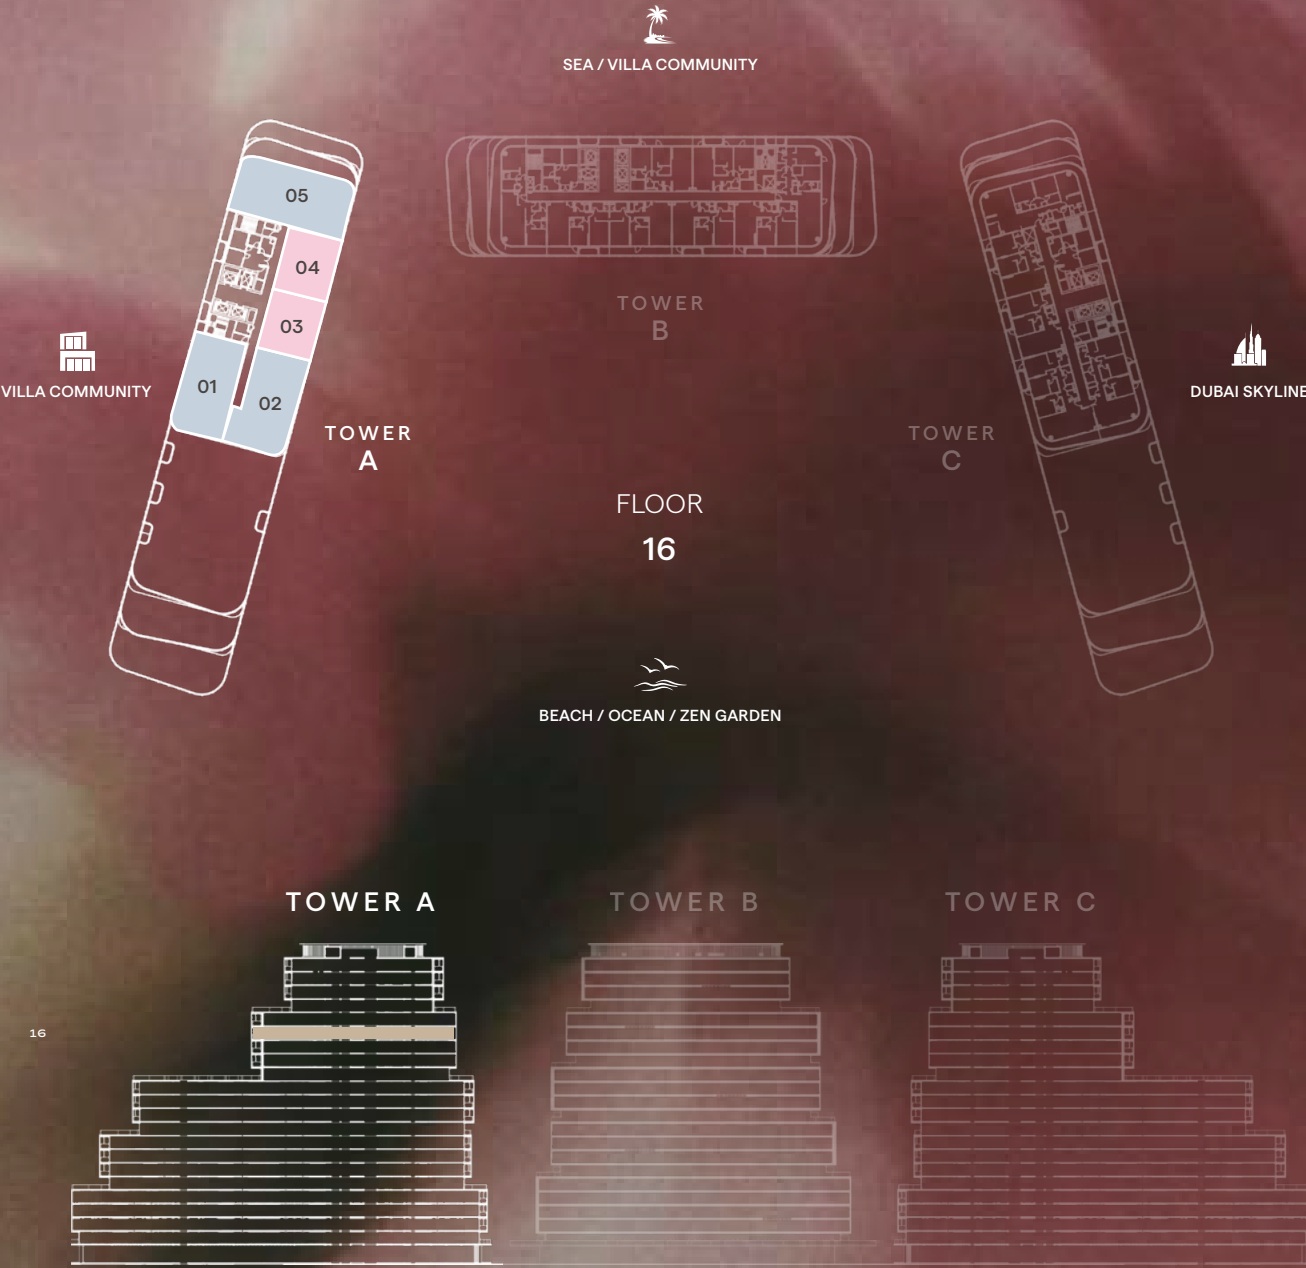 SEA / VILLA COMMUNITY
05
04
03
01
02
TOWER
A
TOWER
B
TOWER
C
VILLA COMMUNITY
DUBAI SKYLINE
FLOOR
16
BEACH / OCEAN / ZEN GARDEN
TOWER A
TOWER B
TOWER C
16